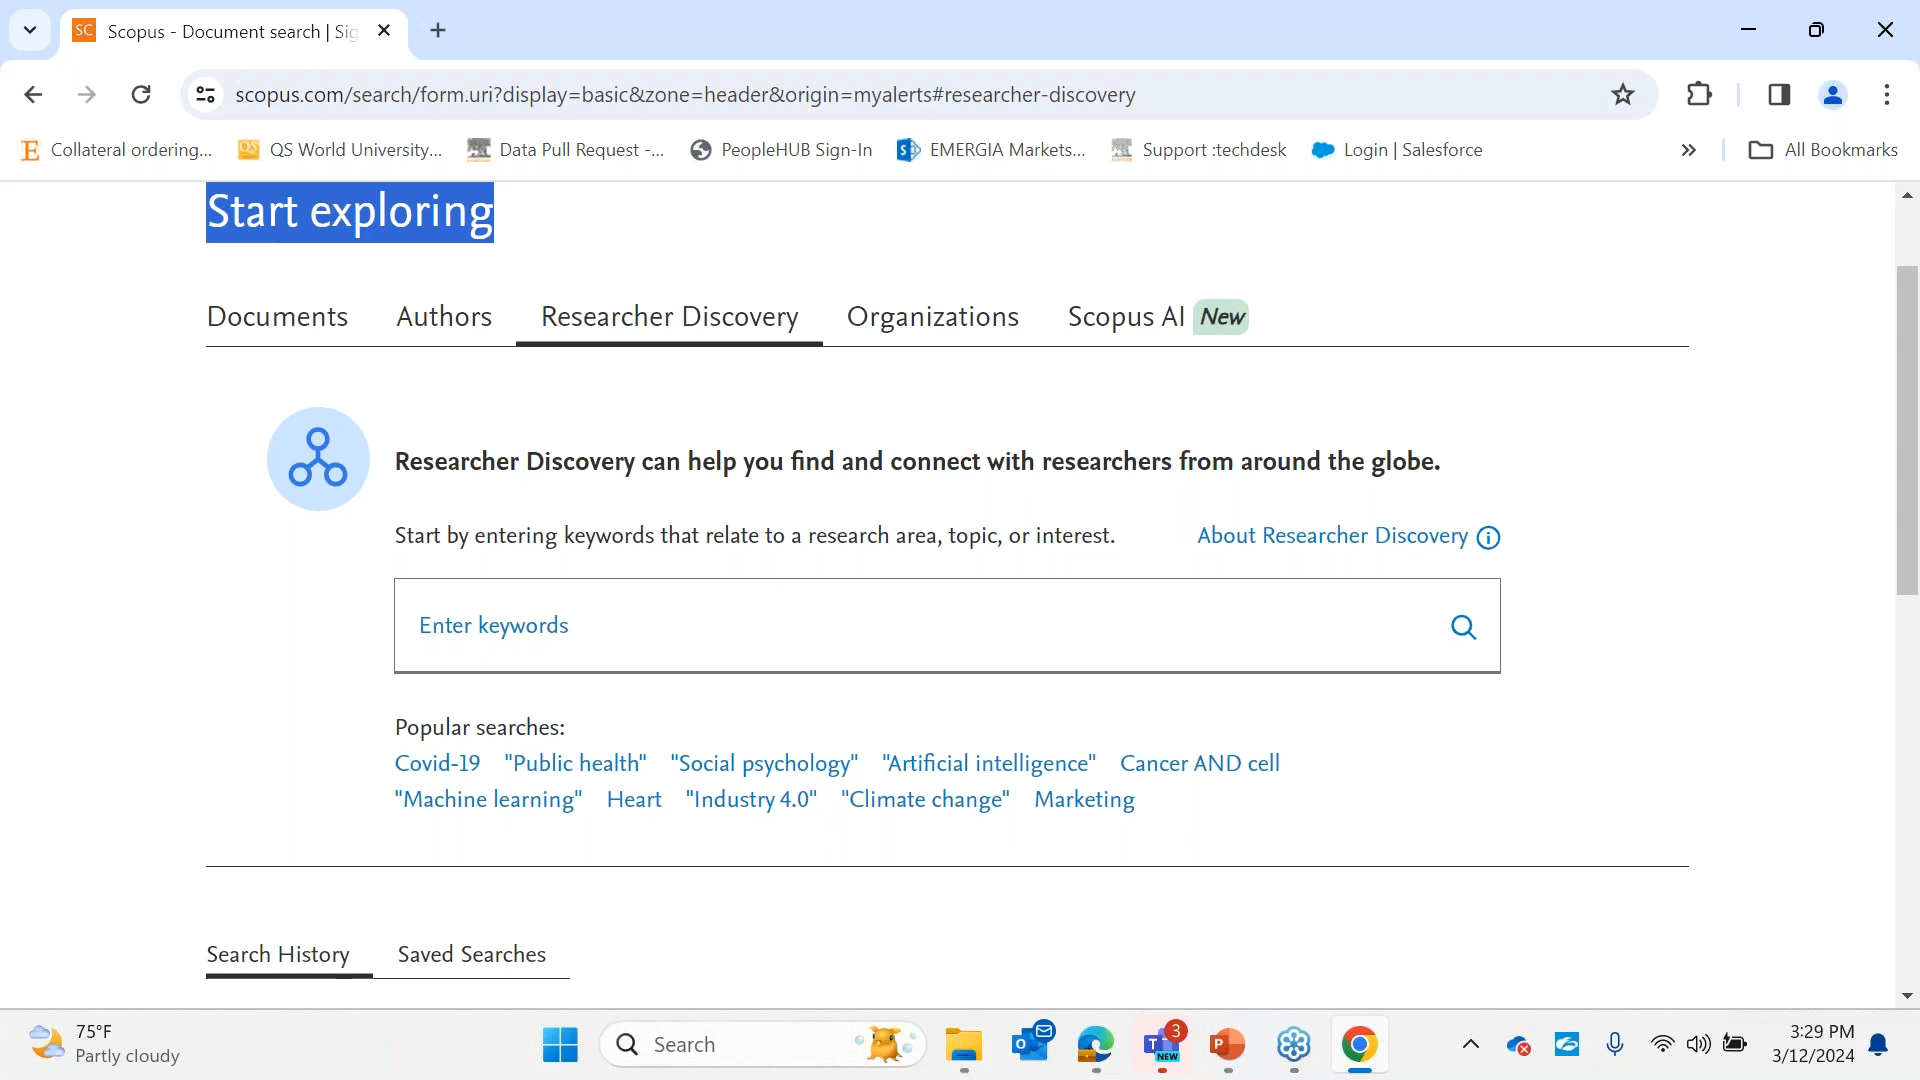 SC Scopus - Document search | Sig
scopus.com/search/form.uri?display=basic&zone=header&origin=myalerts#researcher-discovery
E Collateral ordering... QS QS World University... Data Pull Request -... PeopleHUB Sign-In S EMERGIA Markets... Support :techdesk Login | Salesforce All Bookmarks
Start exploring
Documents Authors Researcher Discovery Organizations Scopus AI New
Researcher Discovery can help you find and connect with researchers from around the globe.
Start by entering keywords that relate to a research area, topic, or interest. About Researcher Discovery
Enter keywords
Popular searches:
Covid-19 "Public health" "Social psychology" "Artificial intelligence" Cancer AND cell
"Machine learning" Heart "Industry 4.0" "Climate change" Marketing
Search History Saved Searches
75°F
Partly cloudy
Search
3
NEW
3:29 PM
3/12/2024